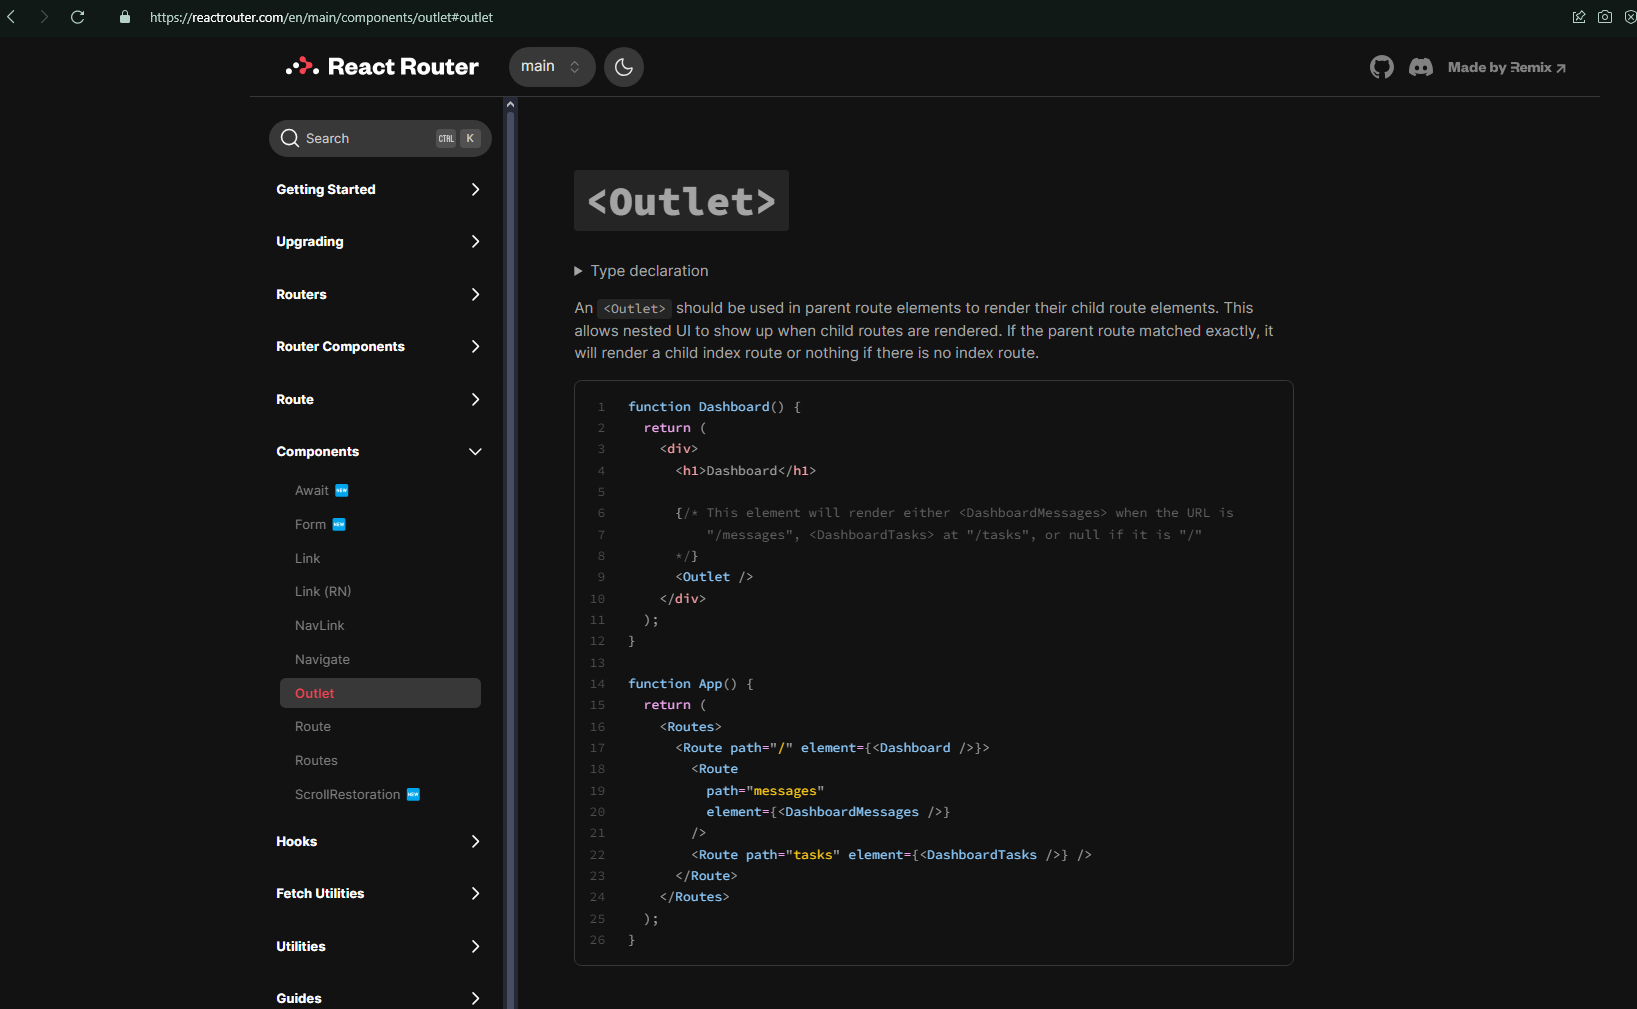 https://reactrouter.com/en/main/components/outlet#outlet
React Router
main
Made by Remix
Search
CTRL K
Getting Started
Upgrading
Routers
Router Components
Route
Components
Await NEW
Form NEW
Link
Link (RN)
NavLink
Navigate
Outlet
Route
Routes
ScrollRestoration NEW
Hooks
Fetch Utilities
Utilities
Guides
<Outlet>
Type declaration
An <Outlet> should be used in parent route elements to render their child route elements. This
allows nested UI to show up when child routes are rendered. If the parent route matched exactly, it
will render a child index route or nothing if there is no index route.
1 function Dashboard() {
2   return (
3     <div>
4       <h1>Dashboard</h1>
5
6       {/* This element will render either <DashboardMessages> when the URL is
7           "/messages", <DashboardTasks> at "/tasks", or null if it is "/"
8       */}
9       <Outlet />
10     </div>
11   );
12 }
13
14 function App() {
15   return (
16     <Routes>
17       <Route path="/" element={<Dashboard />}>
18         <Route
19           path="messages"
20           element={<DashboardMessages />}
21         />
22         <Route path="tasks" element={<DashboardTasks />} />
23       </Route>
24     </Routes>
25   );
26 }